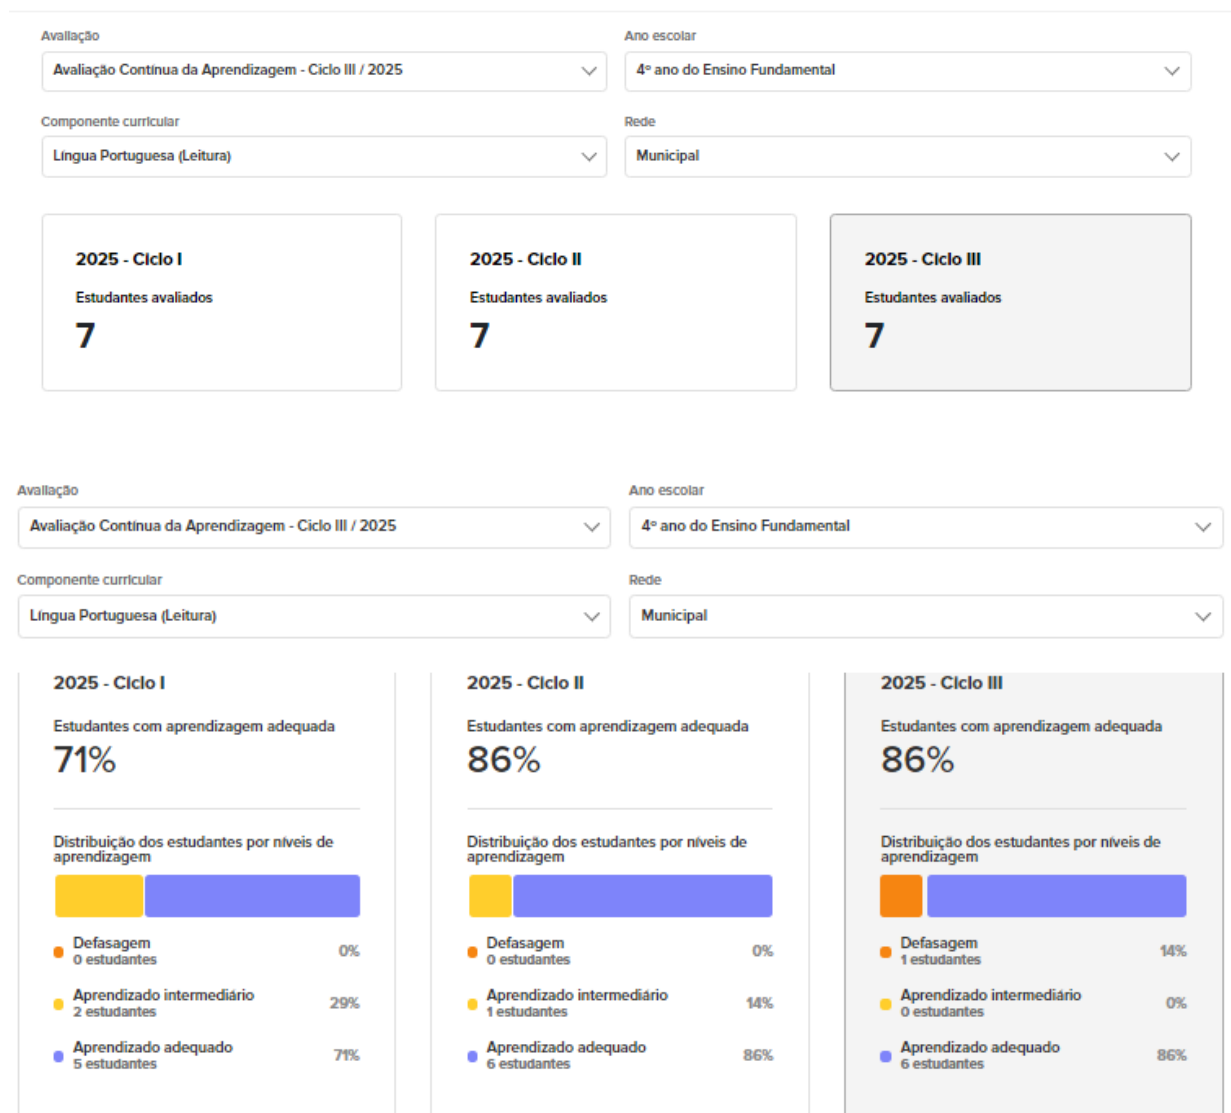 Avaliação
Ano escolar
Avaliação Contínua da Aprendizagem - Ciclo III / 2025
4º ano do Ensino Fundamental
Componente curricular
Rede
Língua Portuguesa (Leitura)
Municipal
2025 - Ciclo I
Estudantes avaliados
7
2025 - Ciclo II
Estudantes avaliados
7
2025 - Ciclo III
Estudantes avaliados
7
Avaliação
Ano escolar
Avaliação Contínua da Aprendizagem - Ciclo III / 2025
4º ano do Ensino Fundamental
Componente curricular
Rede
Língua Portuguesa (Leitura)
Municipal
2025 - Ciclo I
Estudantes com aprendizagem adequada
71%
Distribuição dos estudantes por níveis de
aprendizagem
Defasagem
0 estudantes
0%
Aprendizado intermediário
2 estudantes
29%
Aprendizado adequado
5 estudantes
71%
2025 - Ciclo II
Estudantes com aprendizagem adequada
86%
Distribuição dos estudantes por níveis de
aprendizagem
Defasagem
0 estudantes
0%
Aprendizado intermediário
1 estudantes
14%
Aprendizado adequado
6 estudantes
86%
2025 - Ciclo III
Estudantes com aprendizagem adequada
86%
Distribuição dos estudantes por níveis de
aprendizagem
Defasagem
1 estudantes
14%
Aprendizado intermediário
0 estudantes
0%
Aprendizado adequado
6 estudantes
86%